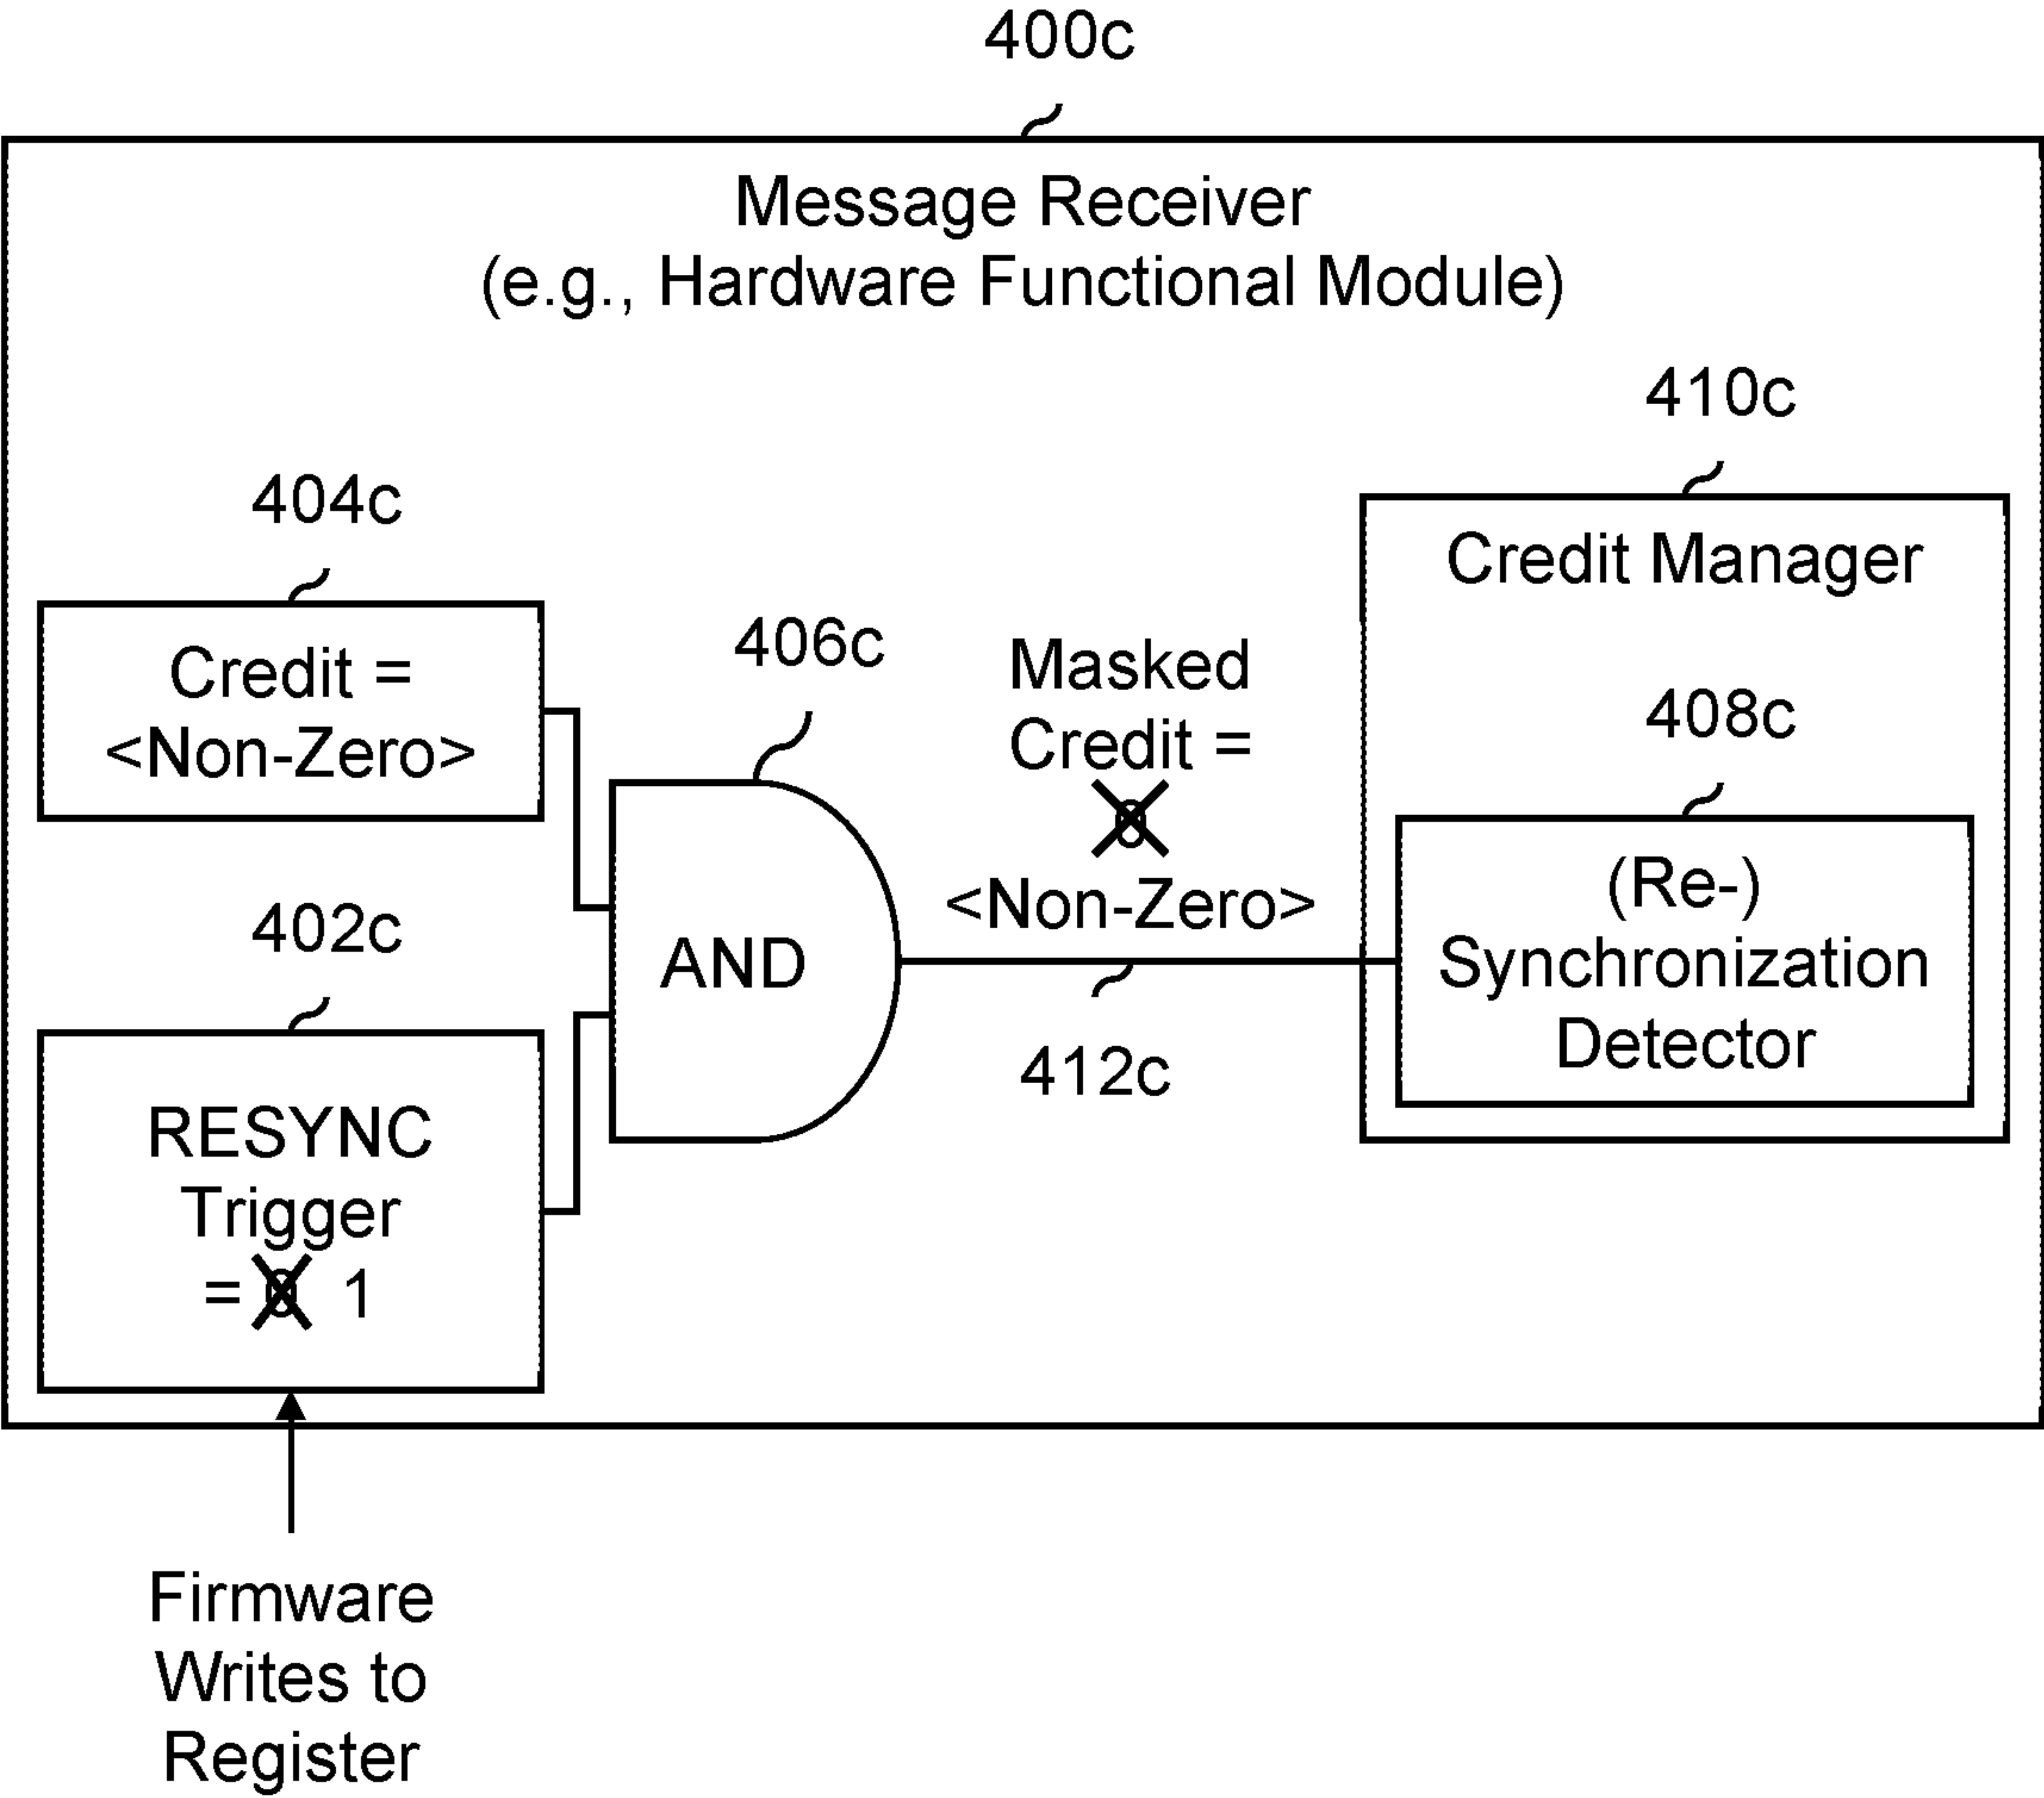 400c
Message Receiver
(e.g., Hardware Functional Module)
410c
Credit Manager
404c
Credit =
<Non-Zero>
406c
Masked
Credit =
0
<Non-Zero>
408c
(Re-)
Synchronization
Detector
402c
AND
412c
RESYNC
Trigger
= 0 1
Firmware
Writes to
Register